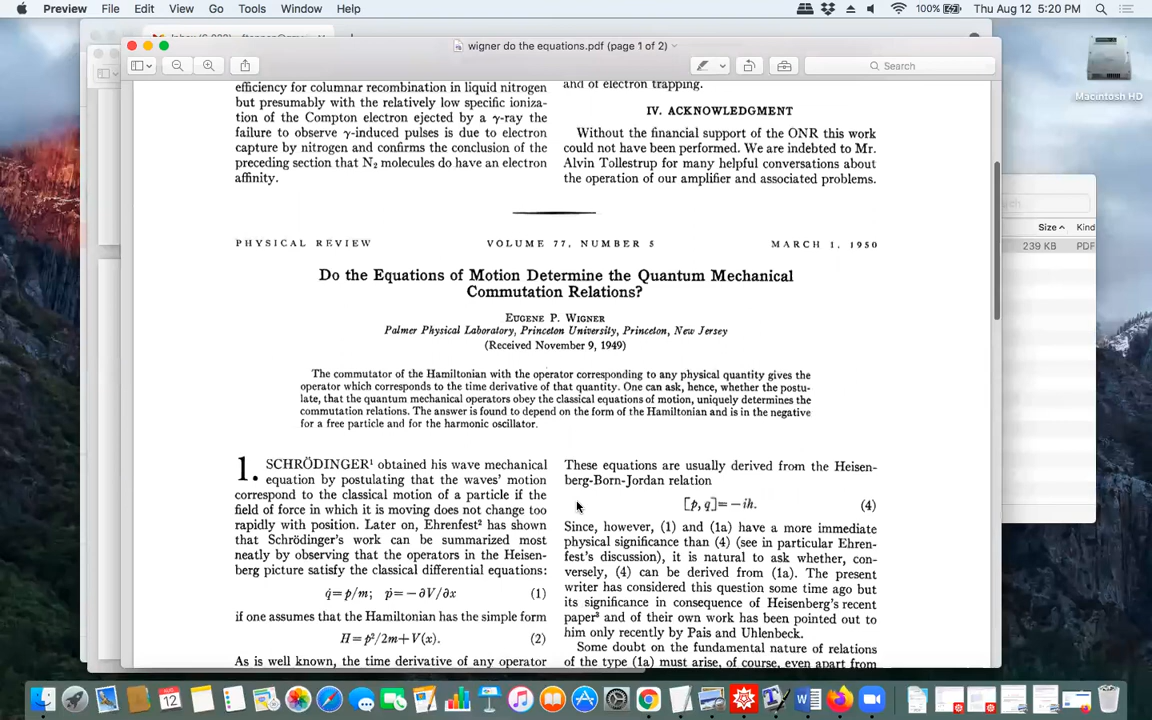 Preview File Edit View Go Tools Window Help 100% Thu Aug 12 5:20 PM
wigner do the equations.pdf (page 1 of 2)
Search
Macintosh HD
Size Kind
239 KB PDF
efficiency for columnar recombination in liquid nitrogen
but presumably with the relatively low specific ioniza-
tion of the Compton electron ejected by a γ-ray the
failure to observe γ-induced pulses is due to electron
capture by nitrogen and confirms the conclusion of the
preceding section that N₂ molecules do have an electron
affinity.
and of electron trapping.
IV. ACKNOWLEDGMENT
Without the financial support of the ONR this work
could not have been performed. We are indebted to Mr.
Alvin Tollestrup for many helpful conversations about
the operation of our amplifier and associated problems.
PHYSICAL REVIEW VOLUME 77, NUMBER 5 MARCH 1, 1950
Do the Equations of Motion Determine the Quantum Mechanical
Commutation Relations?
EUGENE P. WIGNER
Palmer Physical Laboratory, Princeton University, Princeton, New Jersey
(Received November 9, 1949)
The commutator of the Hamiltonian with the operator corresponding to any physical quantity gives the
operator which corresponds to the time derivative of that quantity. One can ask, hence, whether the postu-
late, that the quantum mechanical operators obey the classical equations of motion, uniquely determines the
commutation relations. The answer is found to depend on the form of the Hamiltonian and is in the negative
for a free particle and for the harmonic oscillator.
1. SCHRÖDINGER¹ obtained his wave mechanical
equation by postulating that the waves' motion
correspond to the classical motion of a particle if the
field of force in which it is moving does not change too
rapidly with position. Later on, Ehrenfest² has shown
that Schrödinger's work can be summarized most
neatly by observing that the operators in the Heisen-
berg picture satisfy the classical differential equations:
q̇=p/m; ṗ=−∂V/∂x (1)
if one assumes that the Hamiltonian has the simple form
H=p²/2m+V(x). (2)
As is well known, the time derivative of any operator
These equations are usually derived from the Heisen-
berg-Born-Jordan relation
[p, q]=−iℏ. (4)
Since, however, (1) and (1a) have a more immediate
physical significance than (4) (see in particular Ehren-
fest's discussion), it is natural to ask whether, con-
versely, (4) can be derived from (1a). The present
writer has considered this question some time ago but
its significance in consequence of Heisenberg's recent
paper³ and of their own work has been pointed out to
him only recently by Pais and Uhlenbeck.
Some doubt on the fundamental nature of relations
of the type (1a) must arise, of course, even apart from